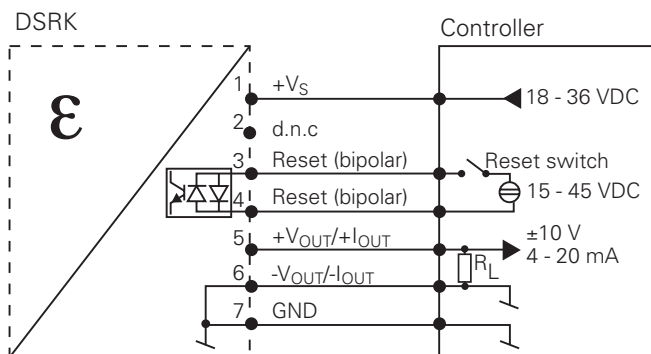 DSRK
Controller
ε
1 +VS 18 - 36 VDC
2 d.n.c
3 Reset (bipolar) Reset switch
15 - 45 VDC
4 Reset (bipolar)
5 +VOUT/+IOUT ±10 V
4 - 20 mA
RL
6 -VOUT/-IOUT
7 GND